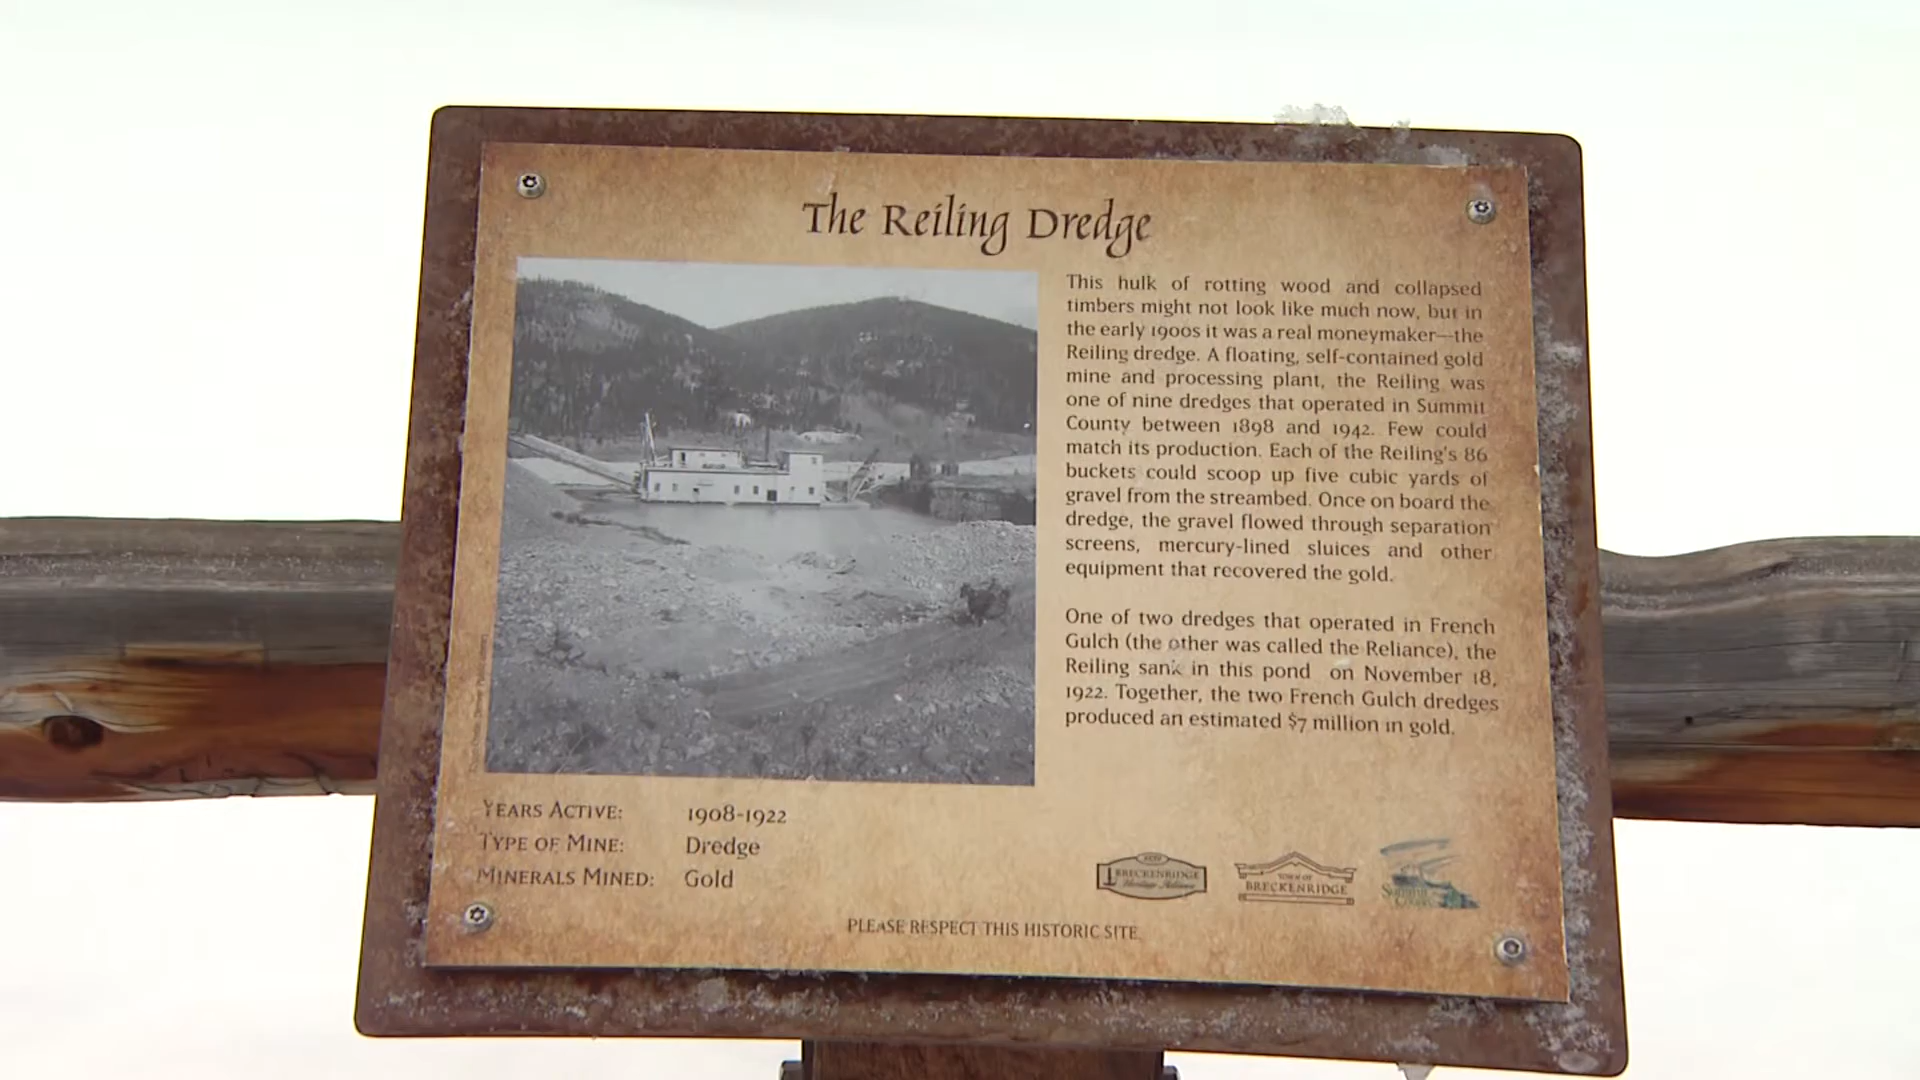 The Reiling Dredge
This hulk of rotting wood and collapsed
timbers might not look like much now, but in
the early 1900s it was a real moneymaker—the
Reiling dredge. A floating, self-contained gold
mine and processing plant, the Reiling was
one of nine dredges that operated in Summit
County between 1898 and 1942. Few could
match its production. Each of the Reiling's 86
buckets could scoop up five cubic yards of
gravel from the streambed. Once on board the
dredge, the gravel flowed through separation
screens, mercury-lined sluices and other
equipment that recovered the gold.
One of two dredges that operated in French
Gulch (the other was called the Reliance), the
Reiling sank in this pond on November 18,
1922. Together, the two French Gulch dredges
produced an estimated $7 million in gold.
YEARS ACTIVE: 1908-1922
TYPE OF MINE: Dredge
MINERALS MINED: Gold
BRECKENRIDGE
Heritage Alliance
TOWN OF
BRECKENRIDGE
Summit
PLEASE RESPECT THIS HISTORIC SITE.